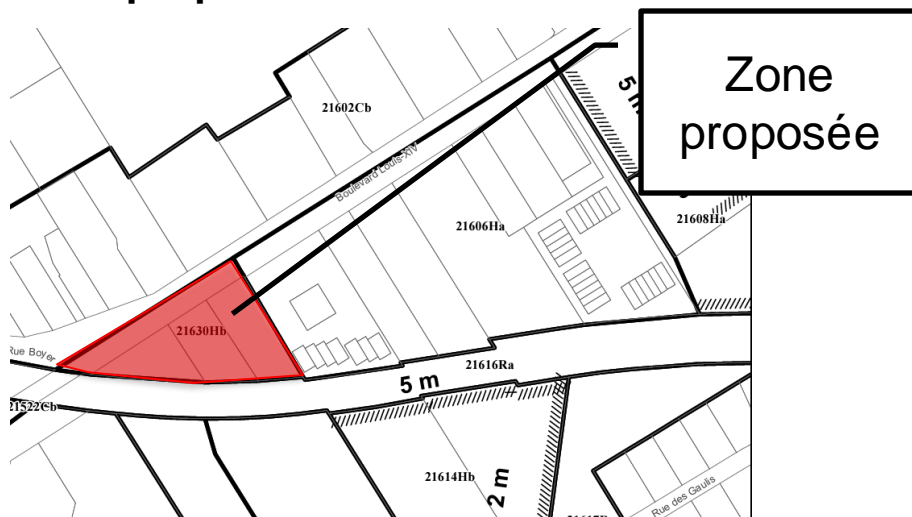 Zone
proposée
21602Cb
5 m
Boulevard Louis-XIV
21608Ha
21606Ha
21630Hb
Rue Boyer
21616Ra
5 m
21522Cb
21614Hb
2 m
Rue des Gaulis